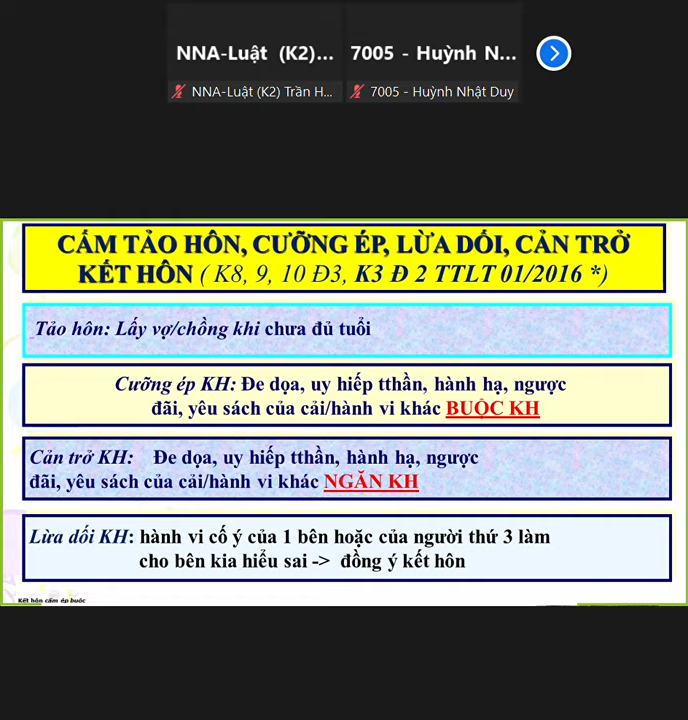 NNA-Luật (K2)... 7005 - Huỳnh N...
NNA-Luật (K2) Trần H... 7005 - Huỳnh Nhật Duy
CẤM TẢO HÔN, CƯỠNG ÉP, LỪA DỐI, CẢN TRỞ
KẾT HÔN ( K8, 9, 10 Đ3, K3 Đ 2 TTLT 01/2016 *)
Tảo hôn: Lấy vợ/chồng khi chưa đủ tuổi
Cưỡng ép KH: Đe dọa, uy hiếp tthần, hành hạ, ngược
đãi, yêu sách của cải/hành vi khác BUỘC KH
Cản trở KH: Đe dọa, uy hiếp tthần, hành hạ, ngược
đãi, yêu sách của cải/hành vi khác NGĂN KH
Lừa dối KH: hành vi cố ý của 1 bên hoặc của người thứ 3 làm
cho bên kia hiểu sai -> đồng ý kết hôn
Kết hôn cấm ép buộc